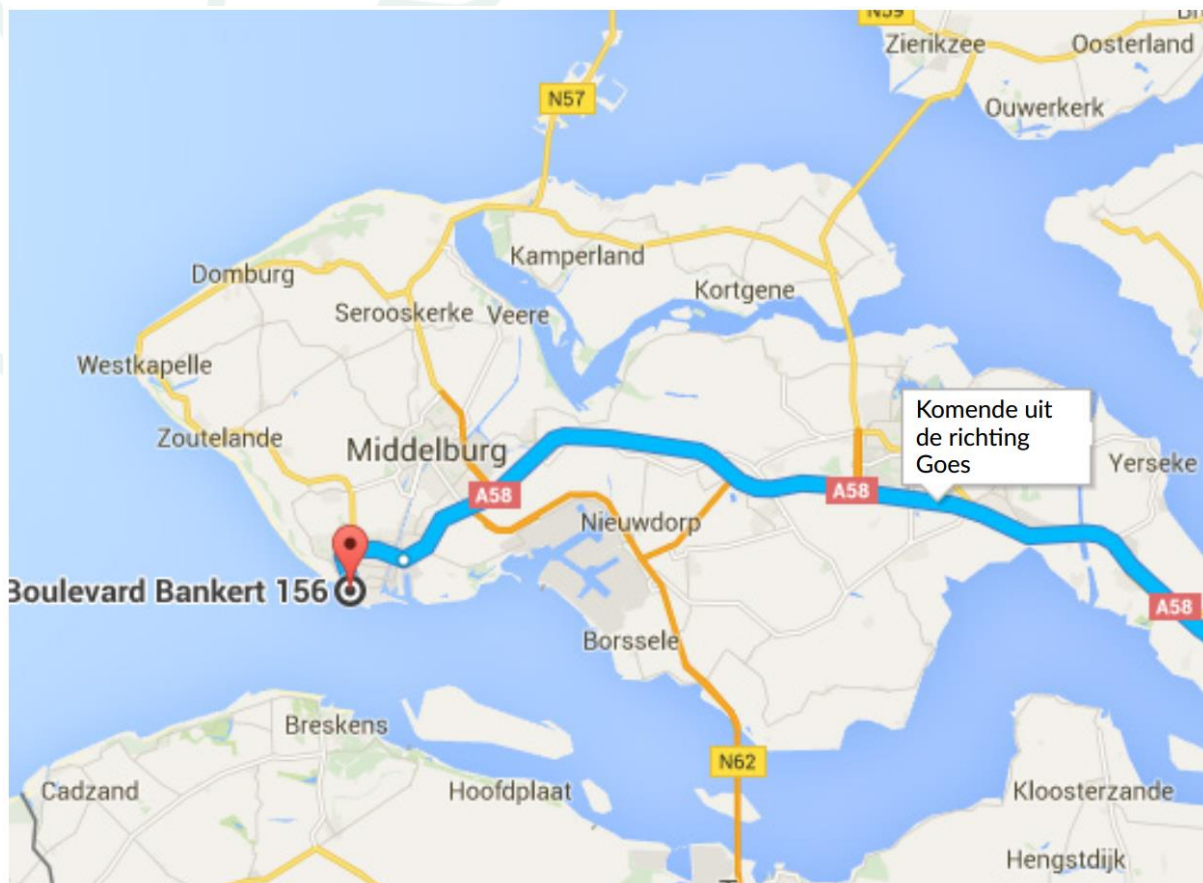 N59
Zierikzee
Oosterland
N57
Ouwerkerk
Kamperland
Domburg
Kortgene
Serooskerke
Veere
Westkapelle
Komende uit
de richting
Goes
Zoutelande
Middelburg
Yerseke
A58
A58
Nieuwdorp
Boulevard Bankert 156
A58
Borssele
Breskens
N62
Cadzand
Hoofdplaat
Kloosterzande
Hengstdijk